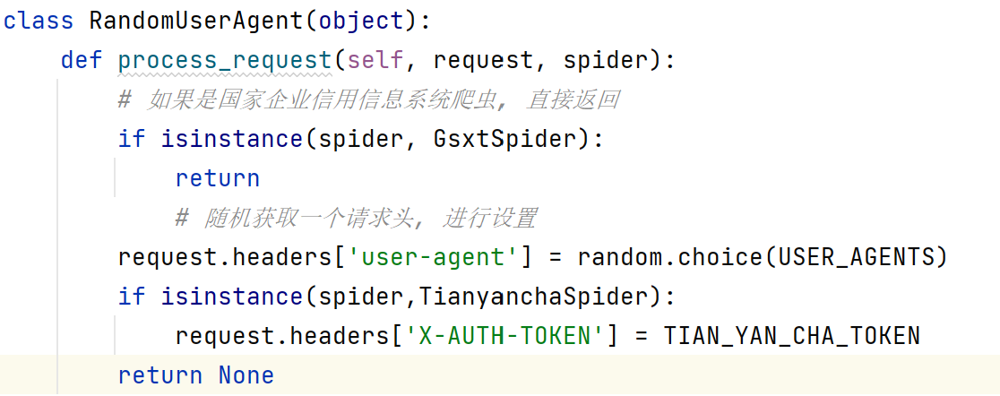 class RandomUserAgent(object):
    def process_request(self, request, spider):
        # 如果是国家企业信用信息系统爬虫, 直接返回
        if isinstance(spider, GsxtSpider):
            return
            # 随机获取一个请求头, 进行设置
        request.headers['user-agent'] = random.choice(USER_AGENTS)
        if isinstance(spider,TianyanchaSpider):
            request.headers['X-AUTH-TOKEN'] = TIAN_YAN_CHA_TOKEN
        return None